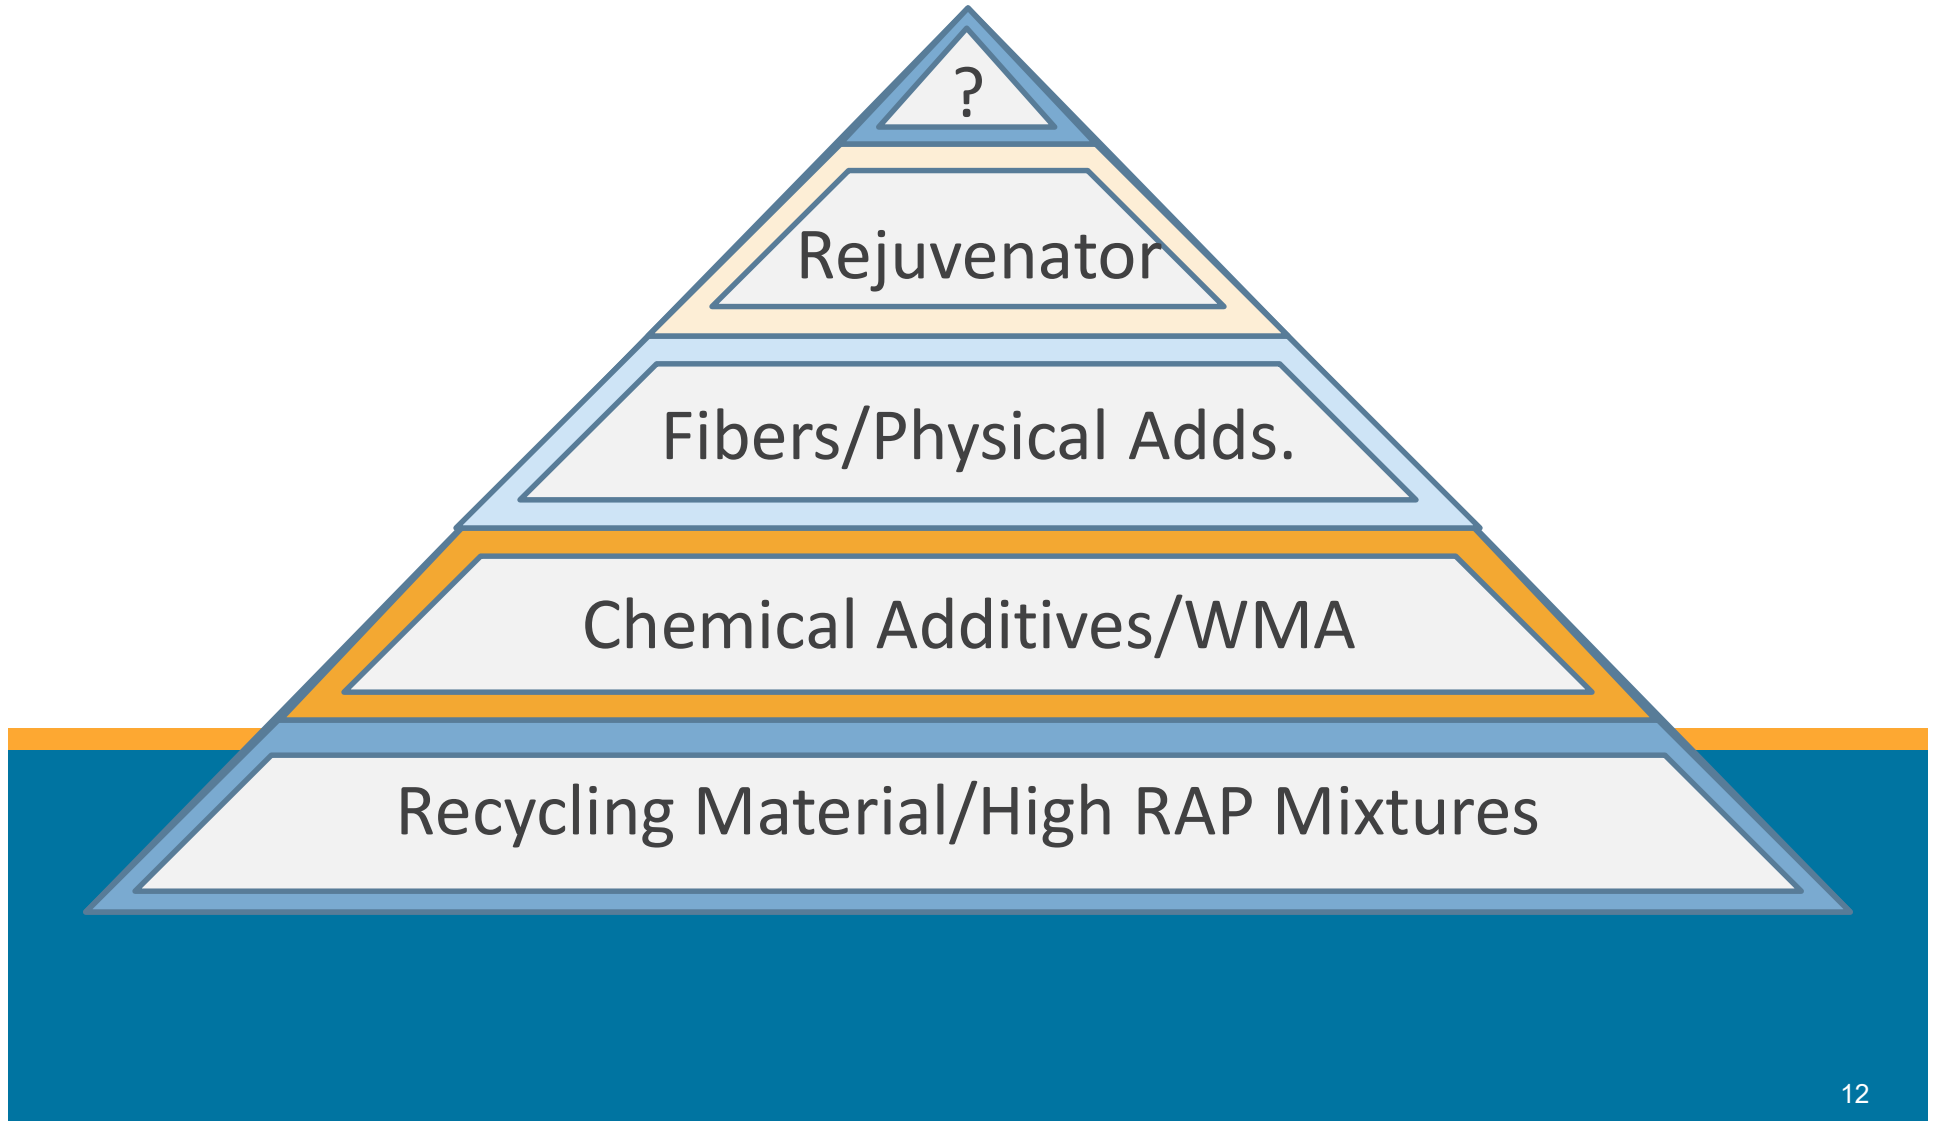 ?
Rejuvenator
Fibers/Physical Adds.
Chemical Additives/WMA
Recycling Material/High RAP Mixtures
12